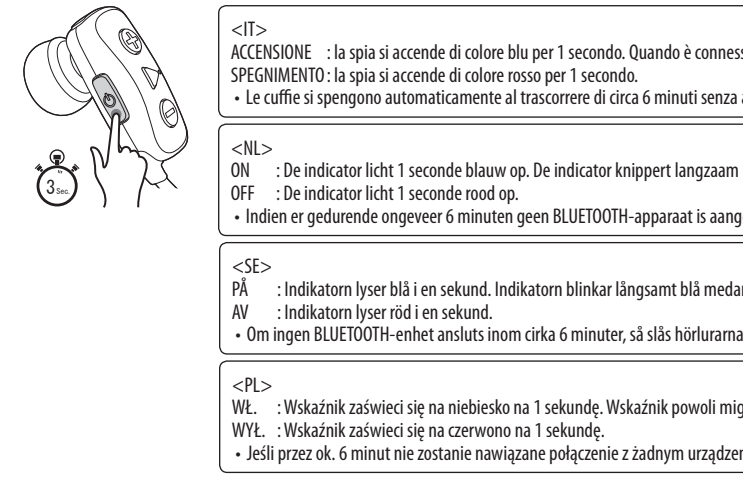 3 Sec.
<IT>
ACCENSIONE : la spia si accende di colore blu per 1 secondo. Quando è conness
SPEGNIMENTO : la spia si accende di colore rosso per 1 secondo.
• Le cuffie si spengono automaticamente al trascorrere di circa 6 minuti senza
<NL>
ON : De indicator licht 1 seconde blauw op. De indicator knippert langzaam
OFF : De indicator licht 1 seconde rood op.
• Indien er gedurende ongeveer 6 minuten geen BLUETOOTH-apparaat is aang
<SE>
PÅ : Indikatorn lyser blå i en sekund. Indikatorn blinkar långsamt blå medan
AV : Indikatorn lyser röd i en sekund.
• Om ingen BLUETOOTH-enhet ansluts inom cirka 6 minuter, så slås hörlurarna
<PL>
WŁ. : Wskaźnik zaświeci się na niebiesko na 1 sekundę. Wskaźnik powoli mig
WYŁ. : Wskaźnik zaświeci się na czerwono na 1 sekundę.
• Jeśli przez ok. 6 minut nie zostanie nawiązane połączenie z żadnym urządzen